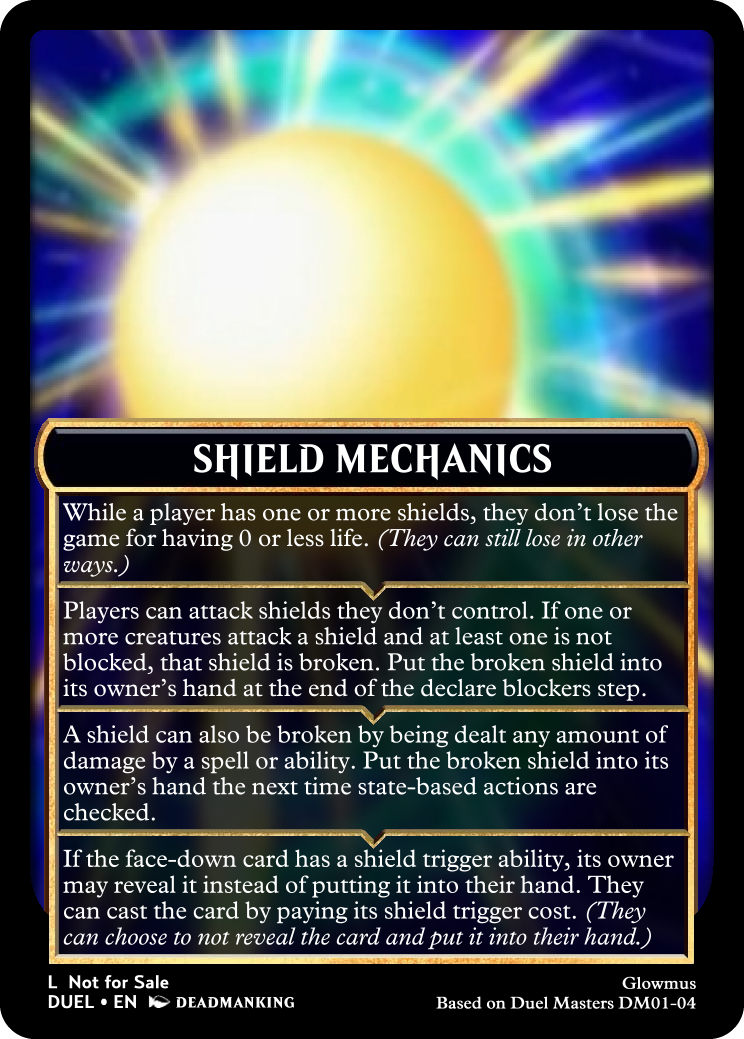 SHIELD MECHANICS
While a player has one or more shields, they don't lose the
game for having 0 or less life. (They can still lose in other
ways.)
Players can attack shields they don't control. If one or
more creatures attack a shield and at least one is not
blocked, that shield is broken. Put the broken shield into
its owner's hand at the end of the declare blockers step.
A shield can also be broken by being dealt any amount of
damage by a spell or ability. Put the broken shield into its
owner's hand the next time state-based actions are
checked.
If the face-down card has a shield trigger ability, its owner
may reveal it instead of putting it into their hand. They
can cast the card by paying its shield trigger cost. (They
can choose to not reveal the card and put it into their hand.)
L Not for Sale
DUEL • EN DEADMANKING
Glowmus
Based on Duel Masters DM01-04